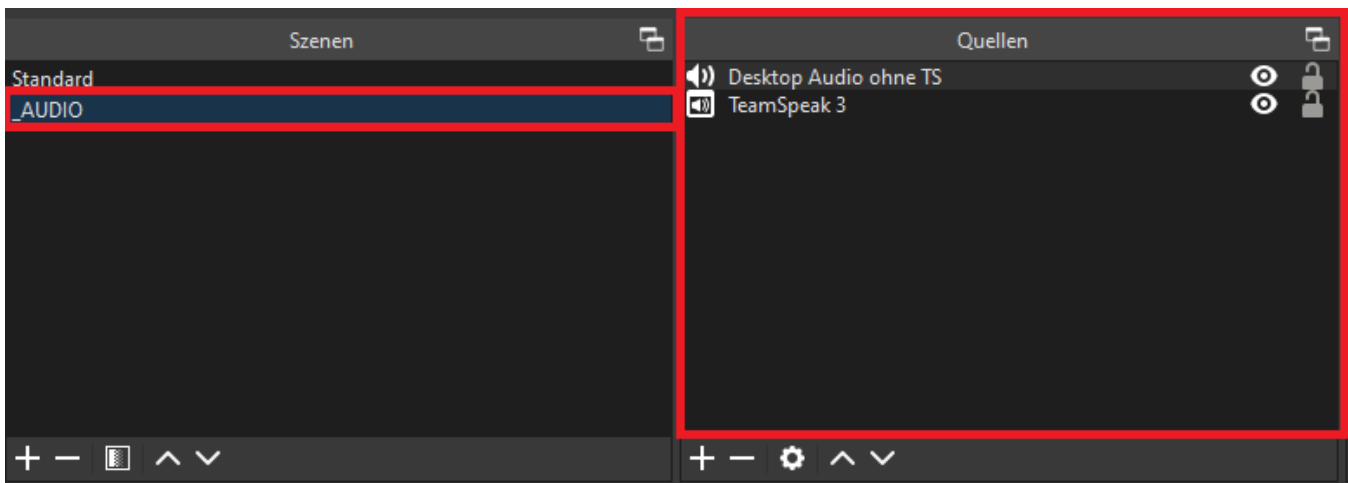 Szenen
Standard
_AUDIO
Quellen
Desktop Audio ohne TS
TeamSpeak 3